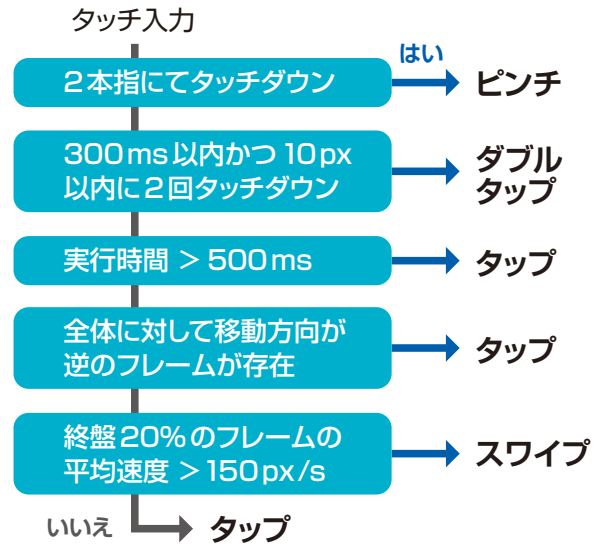 タッチ入力
はい
2本指にてタッチダウン
ピンチ
300ms以内かつ10px
以内に2回タッチダウン
ダブル
タップ
実行時間 > 500ms
タップ
全体に対して移動方向が
逆のフレームが存在
タップ
終盤20%のフレームの
平均速度 >150px/s
スワイプ
いいえ
タップ